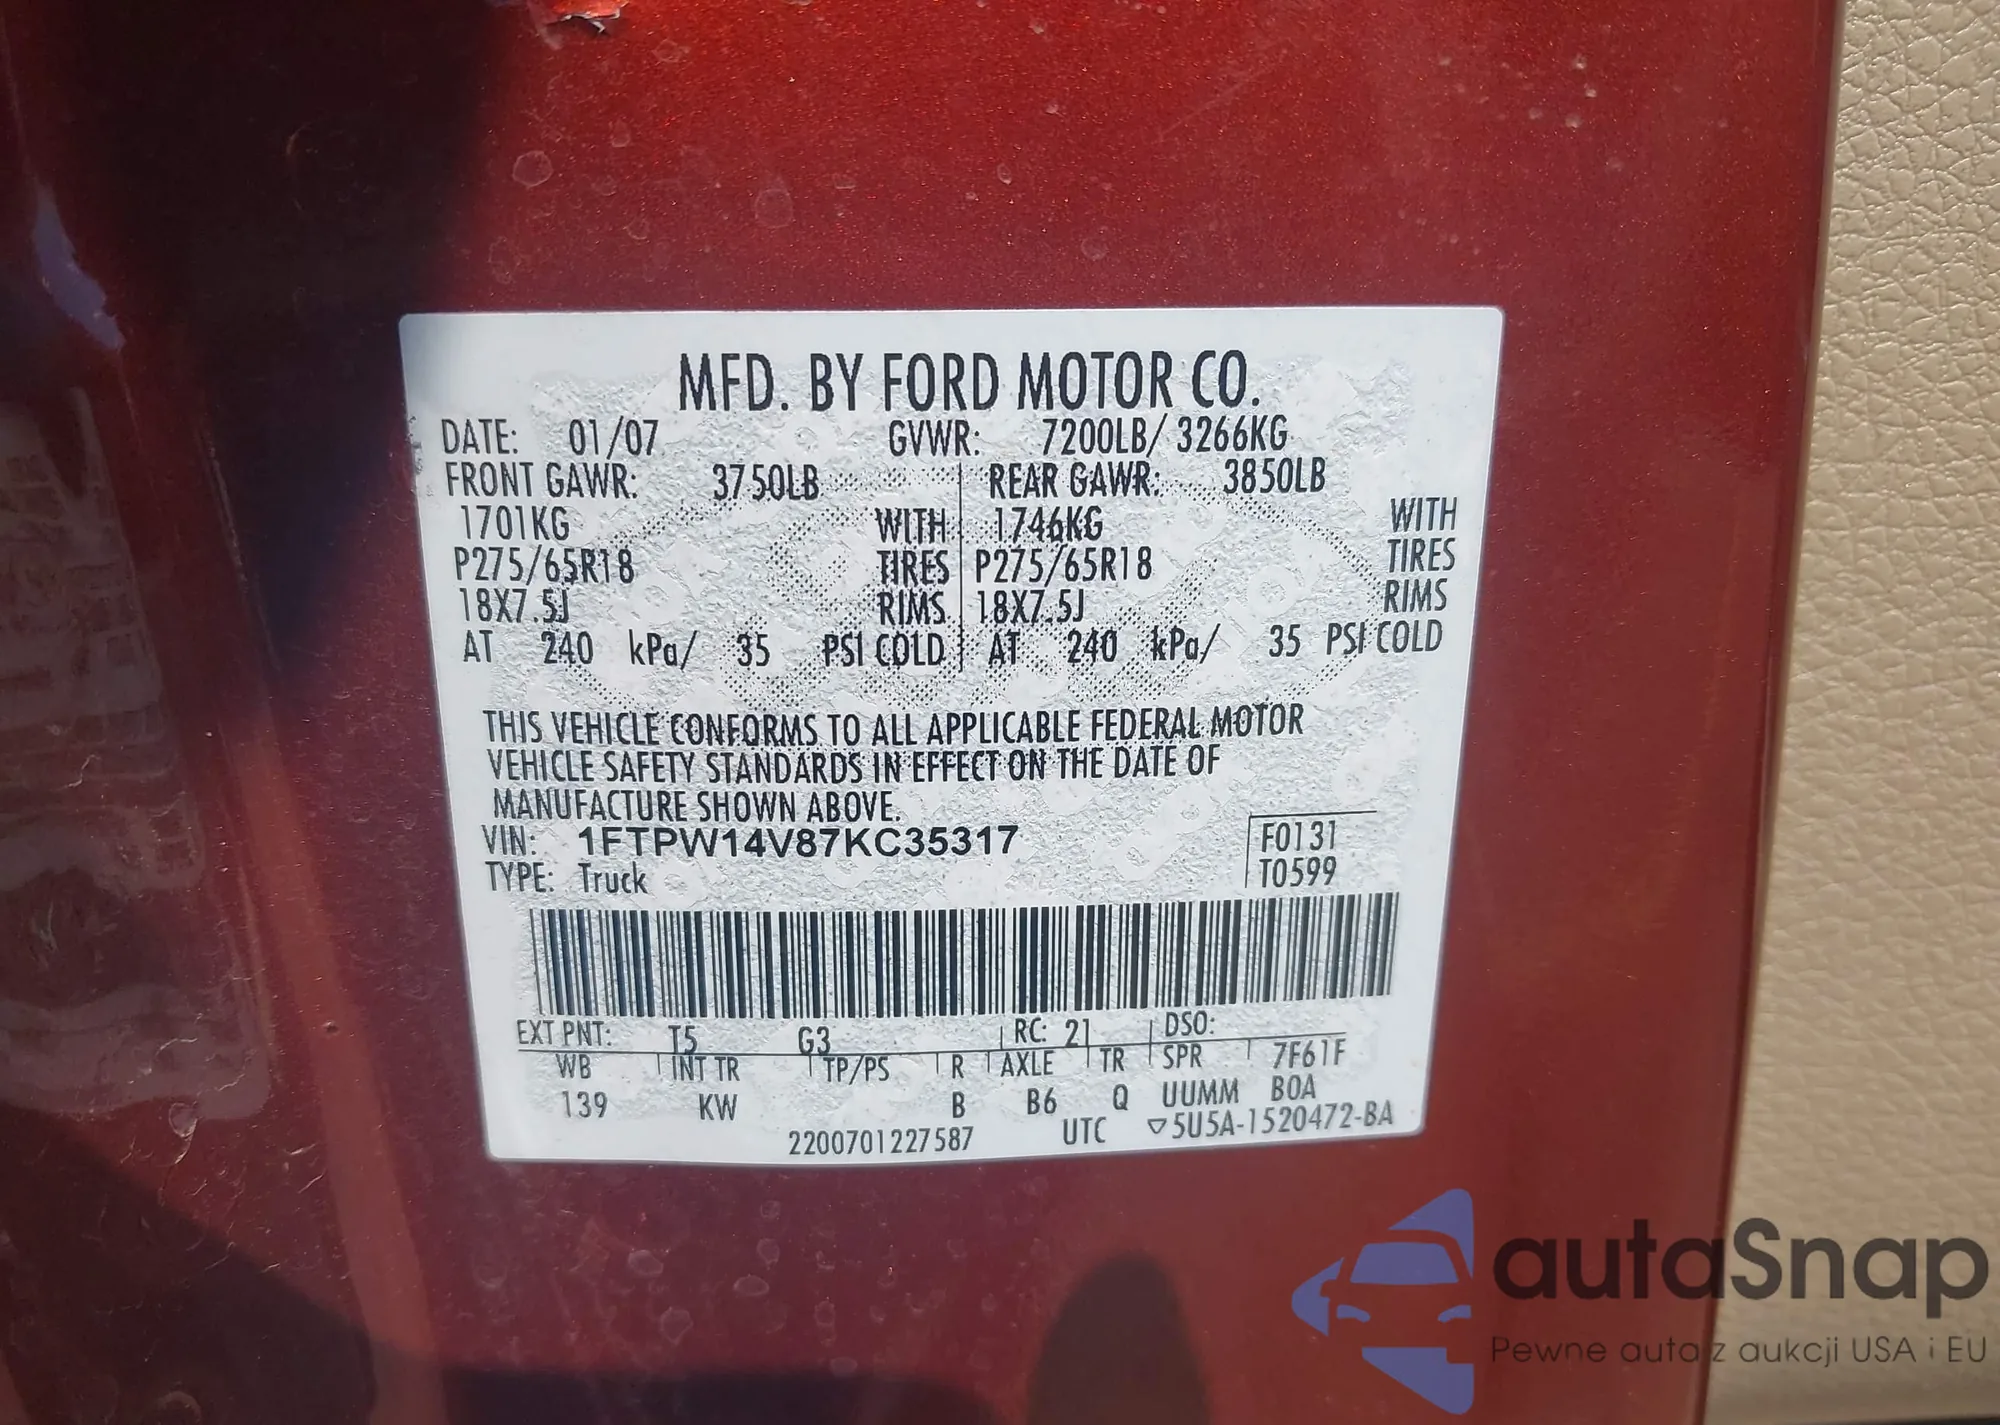 MFD. BY FORD MOTOR CO.
DATE: 01/07 GVWR: 7200LB/ 3266KG
FRONT GAWR: 3750LB REAR GAWR: 3850LB
1701KG WITH 1746KG WITH
P275/65R18 TIRES P275/65R18 TIRES
18X7.5J RIMS 18X7.5J RIMS
AT 240 kPa/ 35 PSI COLD AT 240 kPa/ 35 PSI COLD
THIS VEHICLE CONFORMS TO ALL APPLICABLE FEDERAL MOTOR
VEHICLE SAFETY STANDARDS IN EFFECT ON THE DATE OF
MANUFACTURE SHOWN ABOVE.
VIN: 1FTPW14V87KC35317 F0131
TYPE: Truck T0599
EXT PNT: T5 G3 RC: 21 DSO:
WB INT TR TP/PS R AXLE TR SPR 7F61F
139 KW B B6 Q UUMM BOA
2200701227587 UTC ▽5U5A-1520472-BA
autaSnap
Pewne auta z aukcji USA i EU